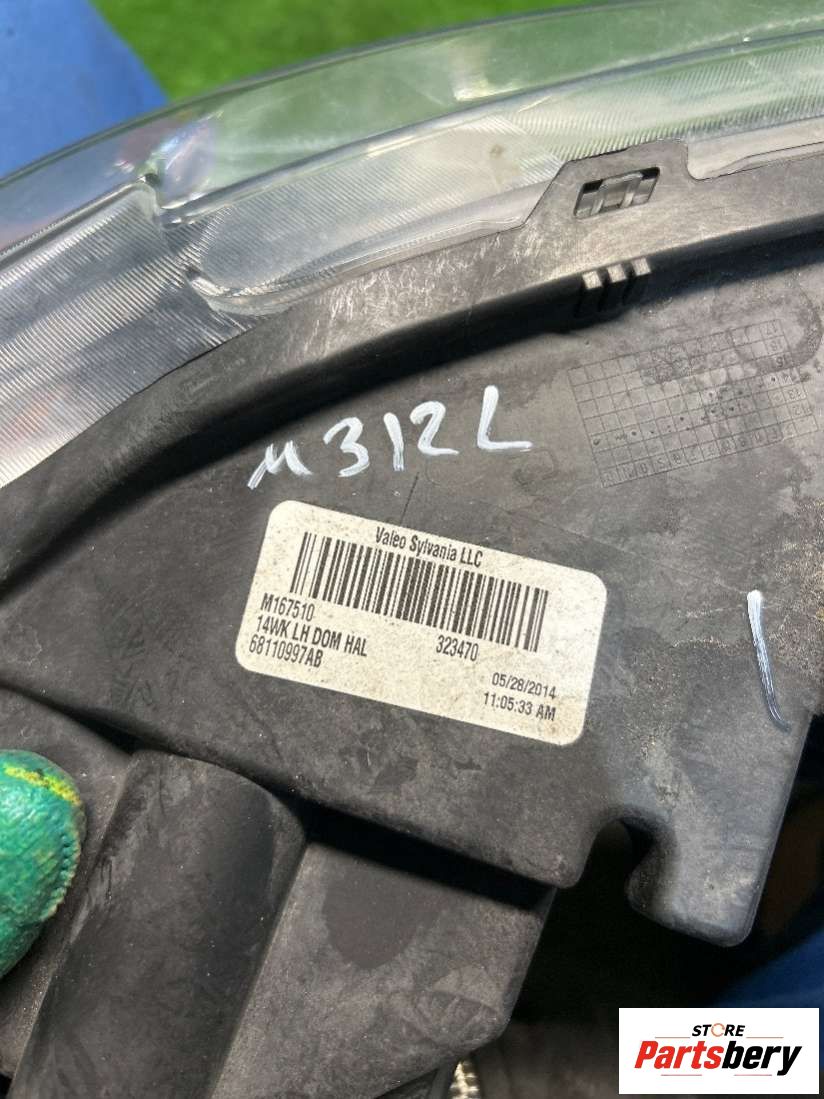 M312L
Valeo Sylvania LLC
M167510
323470
14WK LH DOM HAL
68110997AB
05/28/2014
11:05:33 AM
STORE
Partsbery